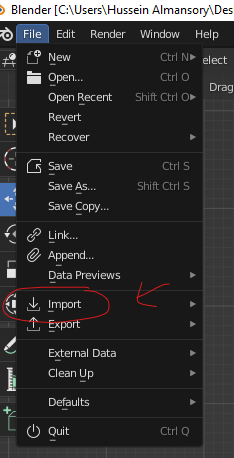 Blender [C:\Users\Hussein Almansory\Des
File Edit Render Window
New Ctrl N
Open... Ctrl O
Open Recent Shift Ctrl O
elect
Revert
Drag
Recover
Save Ctrl S
Save As... Shift Ctrl S
Save Copy...
Link...
Append...
Data Previews
Import
Export
External Data
Clean Up
Defaults
Quit Ctrl Q